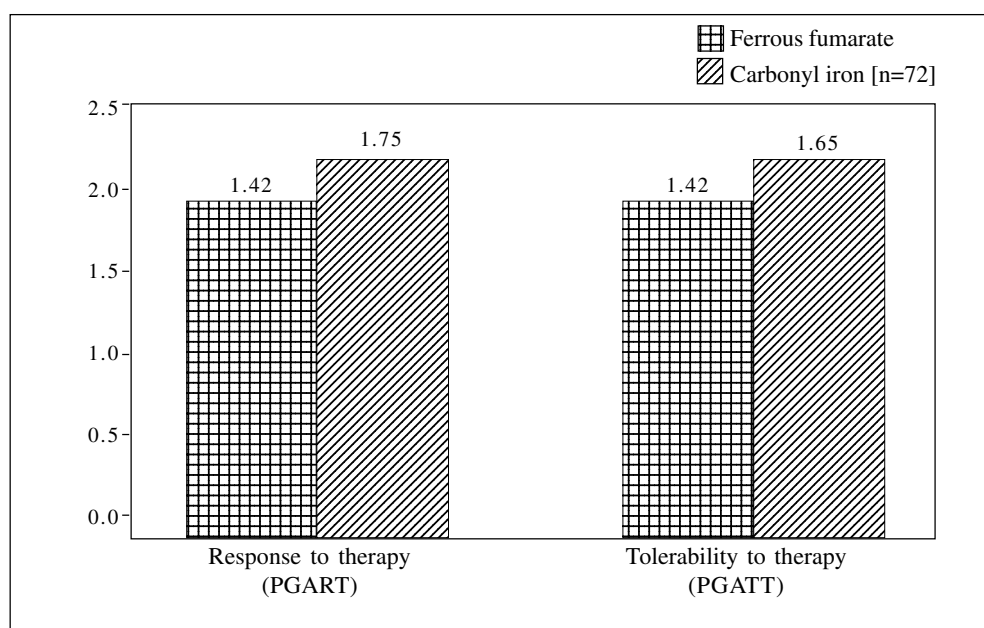 Ferrous fumarate
Carbonyl iron [n=72]
2.5
2.0
1.5
1.0
0.5
0.0
1.42
1.75
1.42
1.65
Response to therapy
(PGART)
Tolerability to therapy
(PGATT)